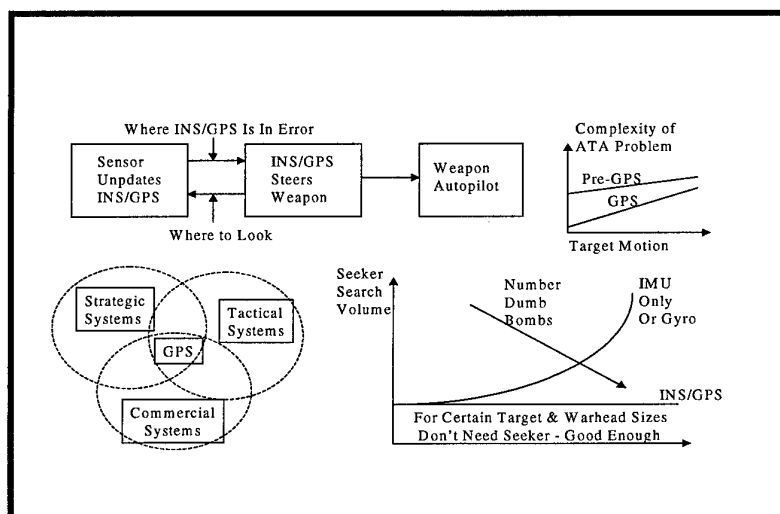 Where INS/GPS Is In Error
Sensor
Unpdates
INS/GPS
INS/GPS
Steers
Weapon
Weapon
Autopilot
Where to Look
Complexity of
ATA Problem
Pre-GPS
GPS
Target Motion
Strategic
Systems
Tactical
Systems
GPS
Commercial
Systems
Seeker
Search
Volume
Number
Dumb
Bombs
IMU
Only
Or Gyro
INS/GPS
For Certain Target & Warhead Sizes
Don't Need Seeker - Good Enough